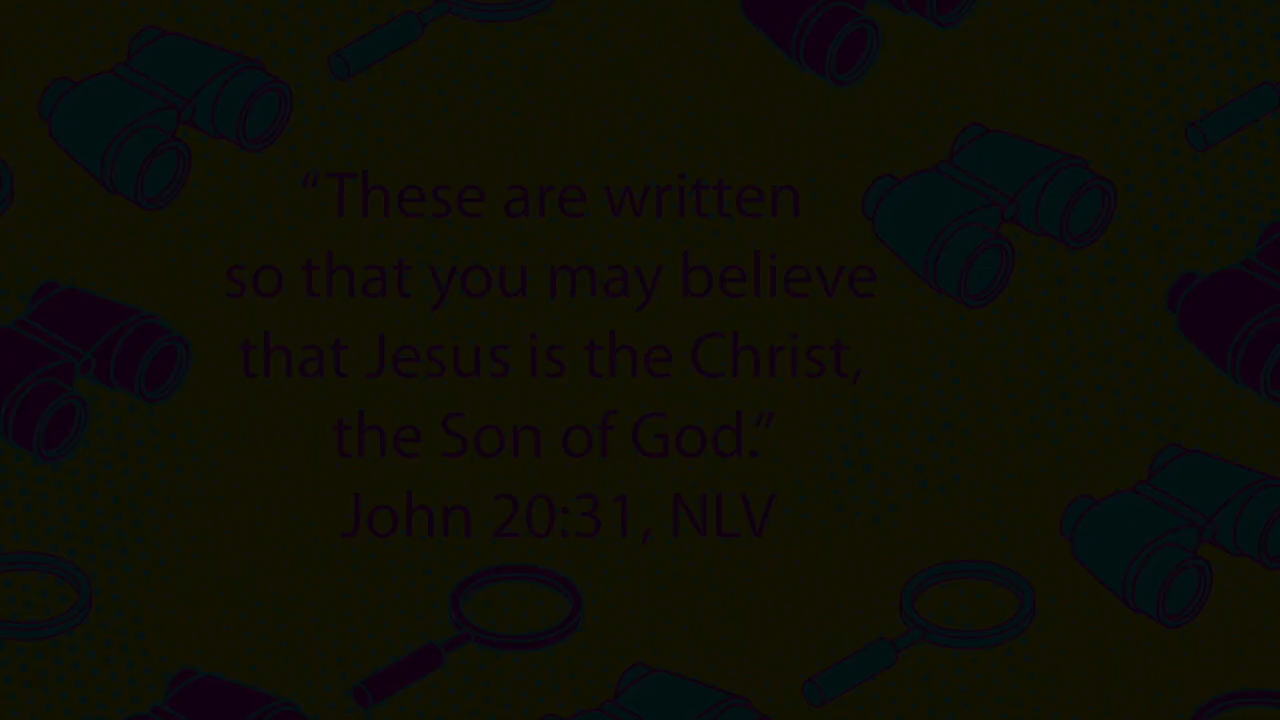 “These are written
so that you may believe
that Jesus is the Christ,
the Son of God.”
John 20:31, NLV